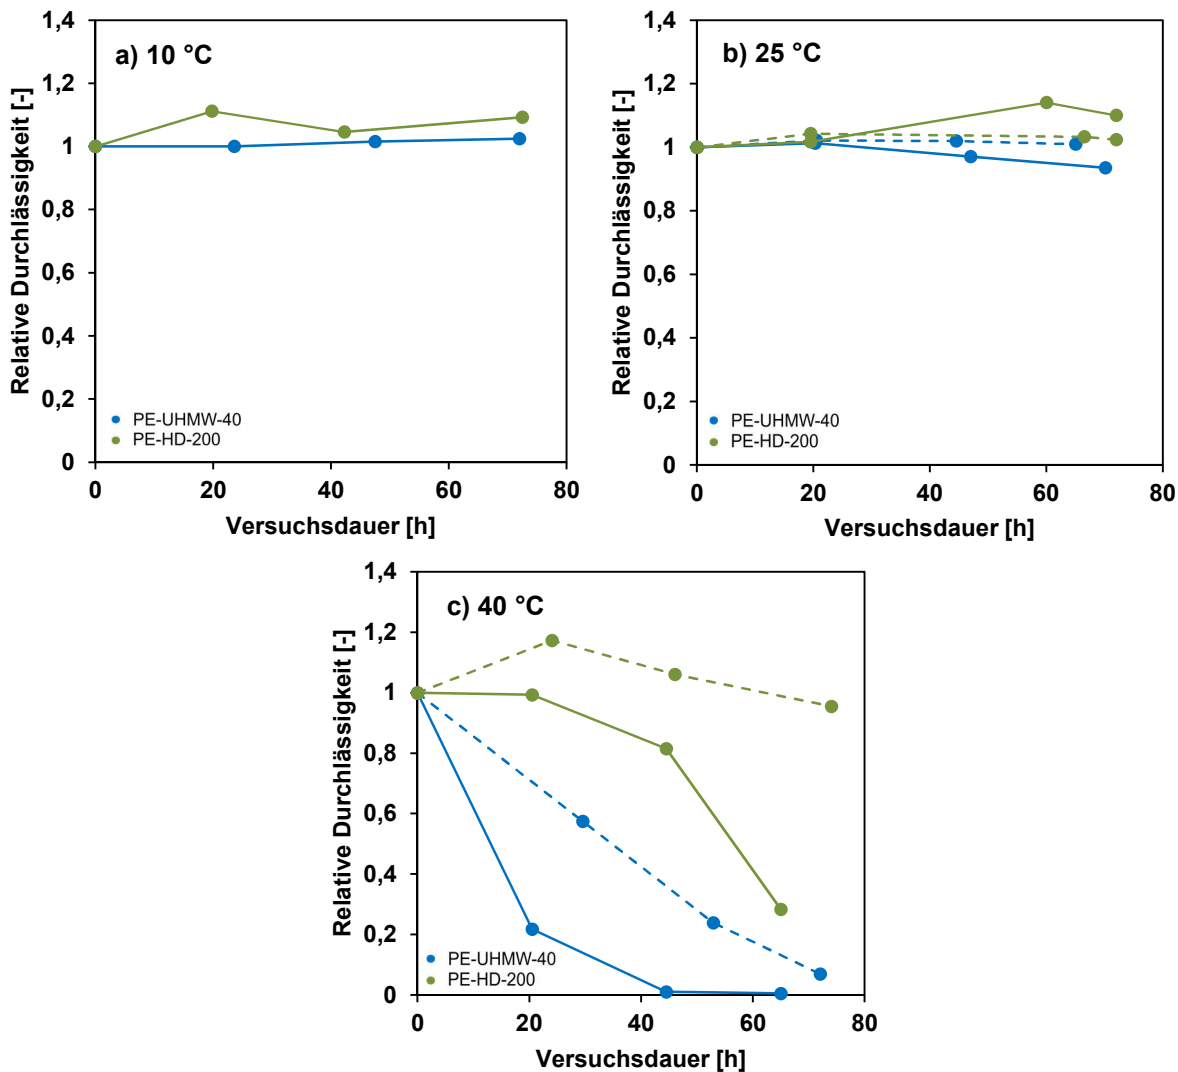 a) 10 °C
Relative Durchlässigkeit [-]
1,4
1,2
1
0,8
0,6
0,4
0,2
0
PE-UHMW-40
PE-HD-200
0 20 40 60 80
Versuchsdauer [h]
b) 25 °C
Relative Durchlässigkeit [-]
1,4
1,2
1
0,8
0,6
0,4
0,2
0
PE-UHMW-40
PE-HD-200
0 20 40 60 80
Versuchsdauer [h]
c) 40 °C
Relative Durchlässigkeit [-]
1,4
1,2
1
0,8
0,6
0,4
0,2
0
PE-UHMW-40
PE-HD-200
0 20 40 60 80
Versuchsdauer [h]